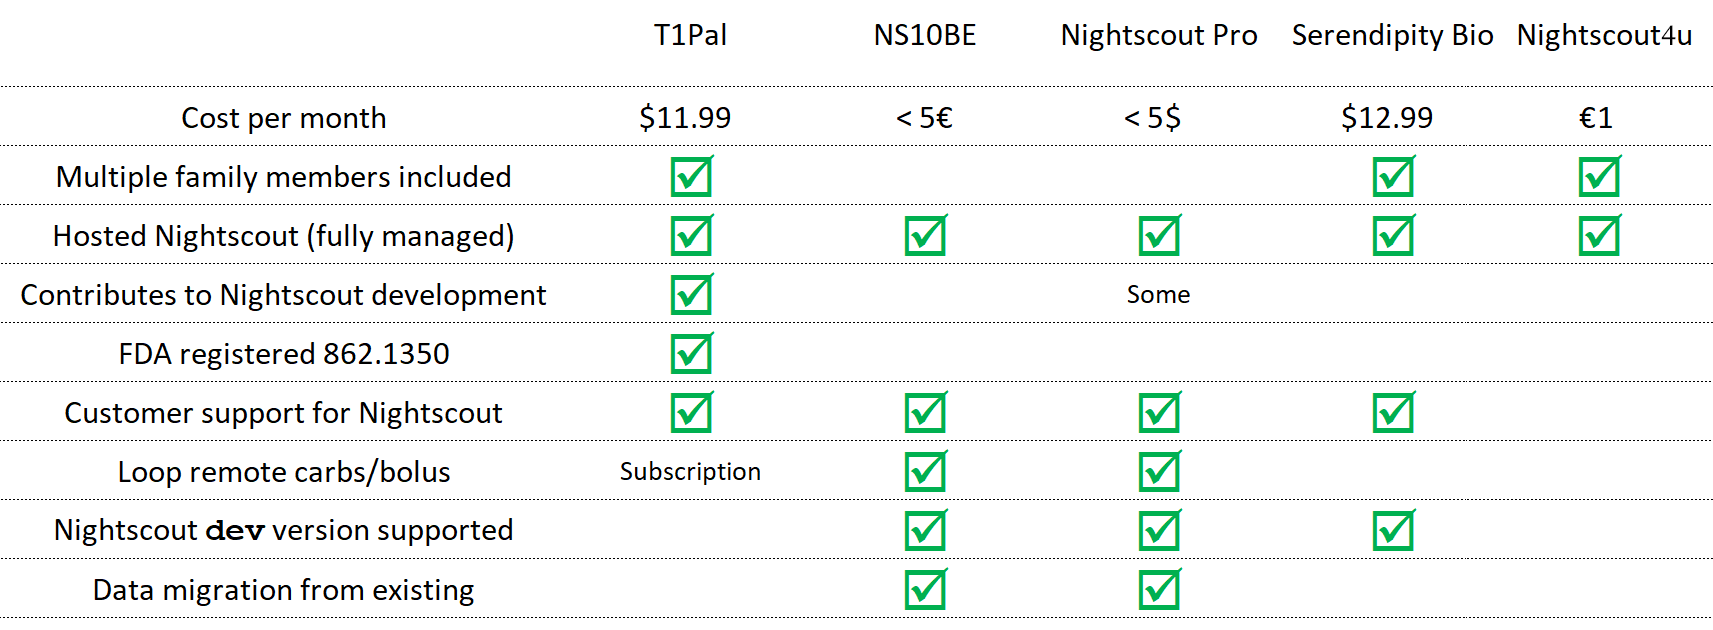 T1Pal NS10BE Nightscout Pro Serendipity Bio Nightscout4u
Cost per month $11.99 < 5€ < 5$ $12.99 €1
Multiple family members included
Hosted Nightscout (fully managed)
Contributes to Nightscout development Some
FDA registered 862.1350
Customer support for Nightscout
Loop remote carbs/bolus Subscription
Nightscout dev version supported
Data migration from existing